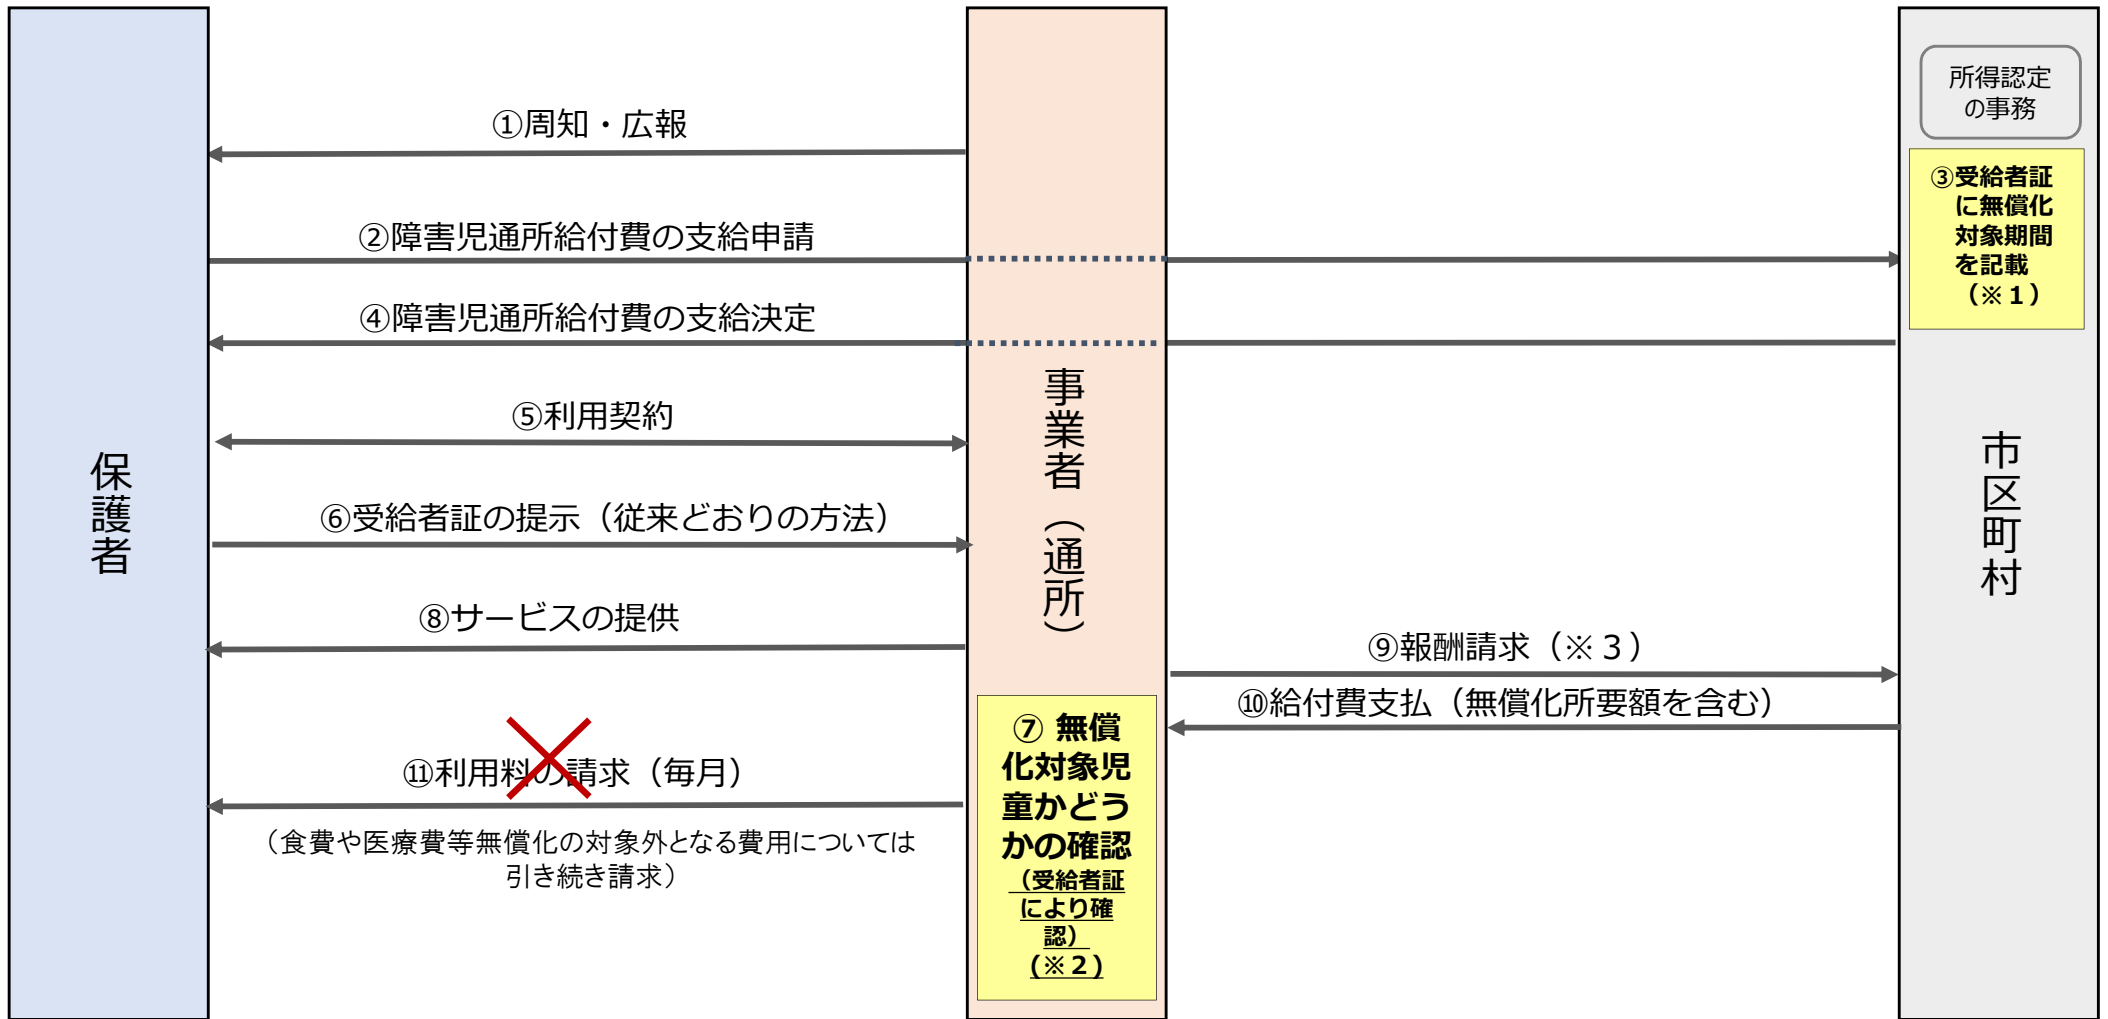 保護者
事業者（通所）
市区町村
所得認定
の事務
①周知・広報
②障害児通所給付費の支給申請
③受給者証
に無償化
対象期間
を記載
（※１）
④障害児通所給付費の支給決定
⑤利用契約
⑥受給者証の提示（従来どおりの方法）
⑦ 無償
化対象児
童かどう
かの確認
（受給者証
により確
認）
(※２)
⑧サービスの提供
⑨報酬請求（※３）
⑩給付費支払（無償化所要額を含む）
⑪利用料の請求（毎月）
（食費や医療費等無償化の対象外となる費用については
引き続き請求）